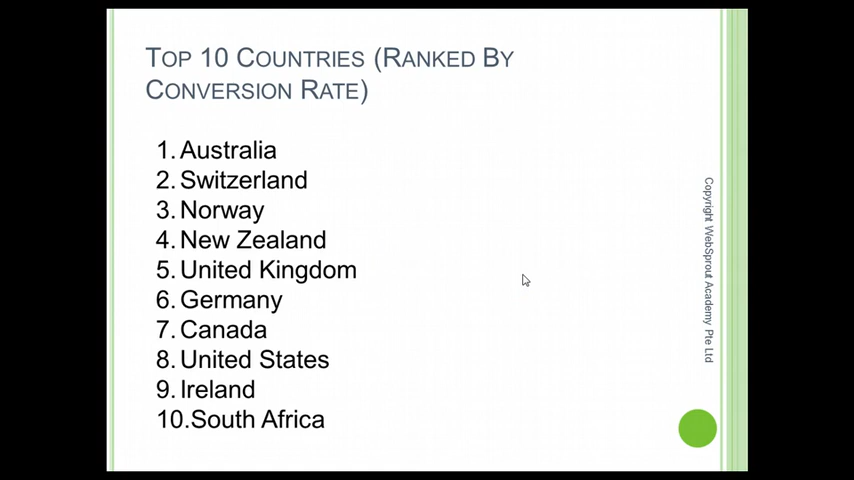 TOP 10 COUNTRIES (RANKED BY
CONVERSION RATE)
1. Australia
2. Switzerland
3. Norway
4. New Zealand
5. United Kingdom
6. Germany
7. Canada
8. United States
9. Ireland
10.South Africa
Copyright WebSprout Academy Pte Ltd